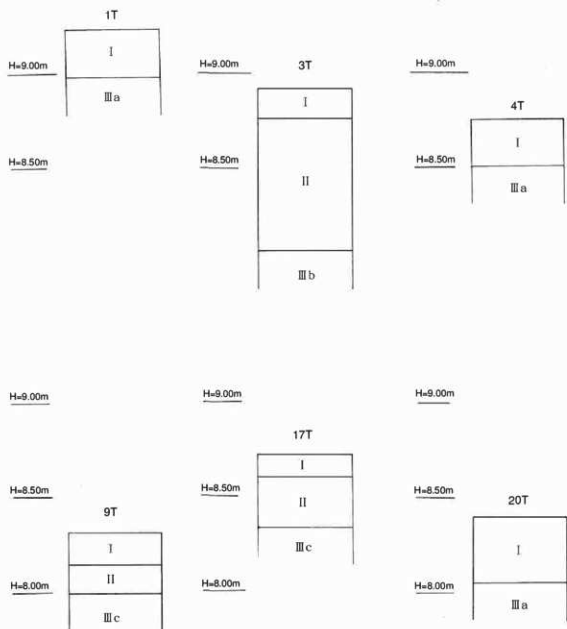 1T
H=9.00m
I
Ⅲa
H=8.50m
H=9.00m
3T
I
H=8.50m
II
Ⅲb
H=9.00m
4T
H=8.50m
I
Ⅲa
H=9.00m
H=8.50m
9T
I
II
H=8.00m
Ⅲc
H=9.00m
17T
I
H=8.50m
II
Ⅲc
H=8.00m
H=9.00m
H=8.50m
20T
I
H=8.00m
Ⅲa